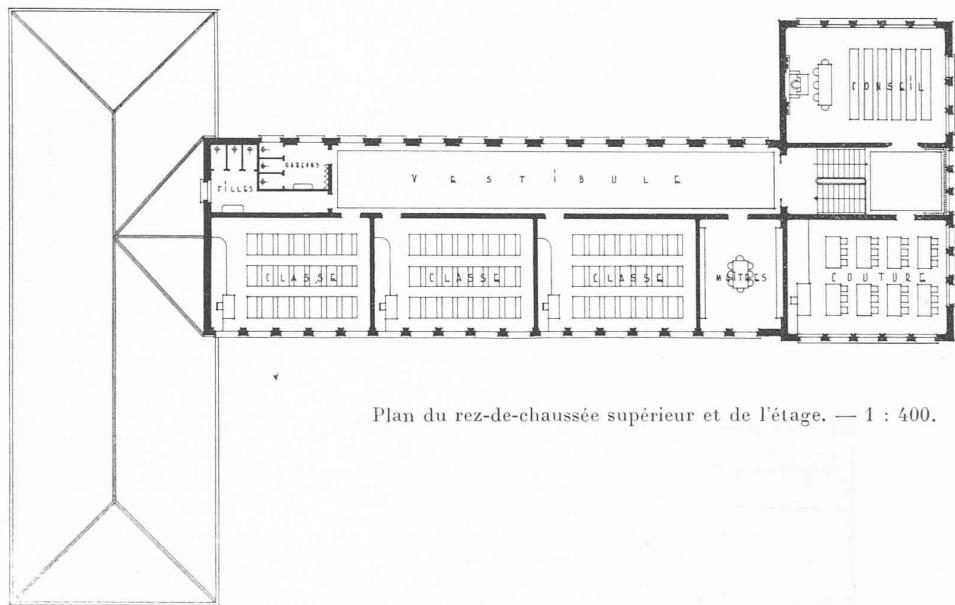 CONSEIL
GARÇONS
VESTIBULE
FILLES
CLASSE
CLASSE
CLASSE
MAÎTRES
COUTURE
Plan du rez-de-chaussée supérieur et de l'étage. — 1 : 400.